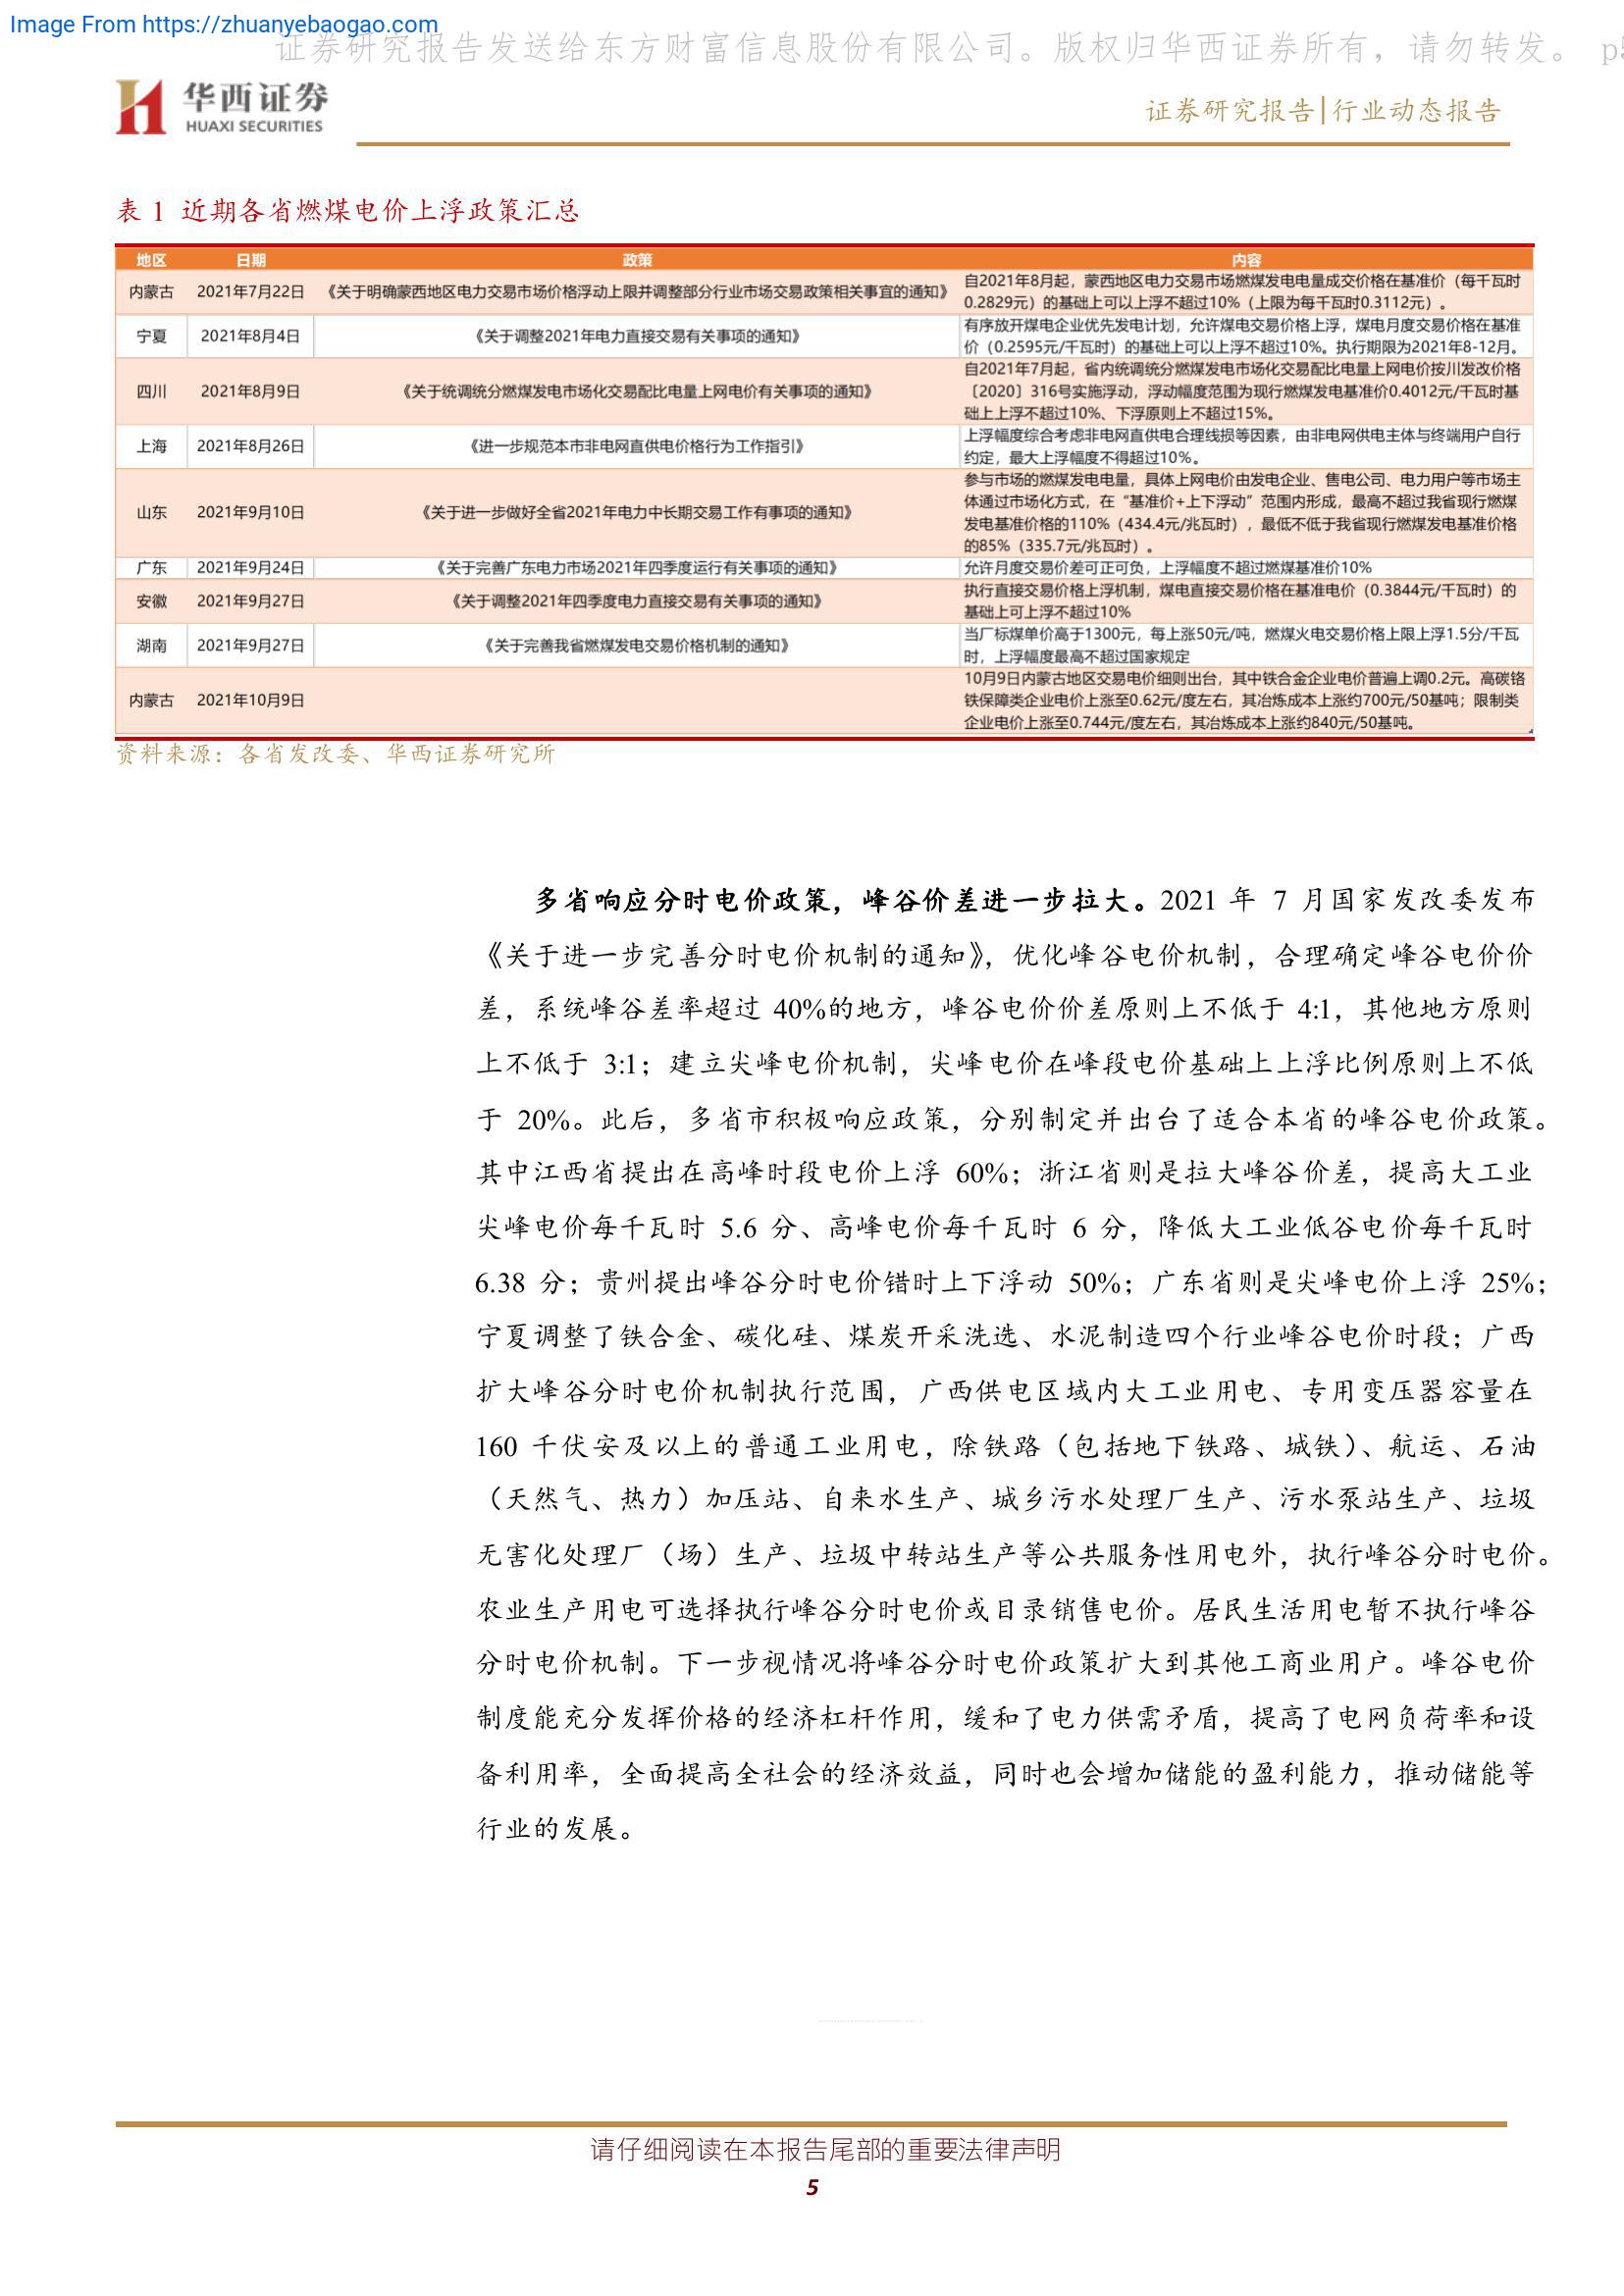 Image From https://zhuanyebaogao.com
证券研究报告发送给东方财富信息股份有限公司。版权归华西证券所有，请勿转发。 p5
华西证券
HUAXI SECURITIES
证券研究报告|行业动态报告
表 1 近期各省燃煤电价上浮政策汇总
地区 日期 政策 内容
内蒙古 2021年7月22日 《关于明确蒙西地区电力交易市场价格浮动上限并调整部分行业市场交易政策相关事宜的通知》 自2021年8月起，蒙西地区电力交易市场燃煤发电电量成交价格在基准价（每千瓦时
0.2829元）的基础上可以上浮不超过10%（上限为每千瓦时0.3112元）。
宁夏 2021年8月4日 《关于调整2021年电力直接交易有关事项的通知》 有序放开煤电企业优先发电计划，允许煤电交易价格上浮，煤电月度交易价格在基准
价（0.2595元/千瓦时）的基础上可以上浮不超过10%。执行期限为2021年8-12月。
四川 2021年8月9日 《关于统调统分燃煤发电市场化交易配比电量上网电价有关事项的通知》 自2021年7月起，省内统调统分燃煤发电市场化交易配比电量上网电价按川发改价格
〔2020〕316号实施浮动，浮动幅度范围为现行燃煤发电基准价0.4012元/千瓦时基
础上上浮不超过10%、下浮原则上不超过15%。
上海 2021年8月26日 《进一步规范本市非电网直供电价格行为工作指引》 上浮幅度综合考虑非电网直供电合理线损等因素，由非电网供电主体与终端用户自行
约定，最大上浮幅度不得超过10%。
山东 2021年9月10日 《关于进一步做好全省2021年电力中长期交易工作有事项的通知》 参与市场的燃煤发电电量，具体上网电价由发电企业、售电公司、电力用户等市场主
体通过市场化方式，在“基准价+上下浮动”范围内形成，最高不超过我省现行燃煤
发电基准价格的110%（434.4元/兆瓦时），最低不低于我省现行燃煤发电基准价格
的85%（335.7元/兆瓦时）。
广东 2021年9月24日 《关于完善广东电力市场2021年四季度运行有关事项的通知》 允许月度交易价差可正可负，上浮幅度不超过燃煤基准价10%
安徽 2021年9月27日 《关于调整2021年四季度电力直接交易有关事项的通知》 执行直接交易价格上浮机制，煤电直接交易价格在基准电价（0.3844元/千瓦时）的
基础上可上浮不超过10%
湖南 2021年9月27日 《关于完善我省燃煤发电交易价格机制的通知》 当厂标煤单价高于1300元，每上涨50元/吨，燃煤火电交易价格上限上浮1.5分/千瓦
时，上浮幅度最高不超过国家规定
内蒙古 2021年10月9日 10月9日内蒙古地区交易电价细则出台，其中铁合金企业电价普遍上调0.2元。高碳铬
铁保障类企业电价上涨至0.62元/度左右，其冶炼成本上涨约700元/50基吨；限制类
企业电价上涨至0.744元/度左右，其冶炼成本上涨约840元/50基吨。
资料来源：各省发改委、华西证券研究所
多省响应分时电价政策，峰谷价差进一步拉大。2021 年 7 月国家发改委发布
《关于进一步完善分时电价机制的通知》，优化峰谷电价机制，合理确定峰谷电价价
差，系统峰谷差率超过 40%的地方，峰谷电价价差原则上不低于 4:1，其他地方原则
上不低于 3:1；建立尖峰电价机制，尖峰电价在峰段电价基础上上浮比例原则上不低
于 20%。此后，多省市积极响应政策，分别制定并出台了适合本省的峰谷电价政策。
其中江西省提出在高峰时段电价上浮 60%；浙江省则是拉大峰谷价差，提高大工业
尖峰电价每千瓦时 5.6 分、高峰电价每千瓦时 6 分，降低大工业低谷电价每千瓦时
6.38 分；贵州提出峰谷分时电价错时上下浮动 50%；广东省则是尖峰电价上浮 25%；
宁夏调整了铁合金、碳化硅、煤炭开采洗选、水泥制造四个行业峰谷电价时段；广西
扩大峰谷分时电价机制执行范围，广西供电区域内大工业用电、专用变压器容量在
160 千伏安及以上的普通工业用电，除铁路（包括地下铁路、城铁）、航运、石油
（天然气、热力）加压站、自来水生产、城乡污水处理厂生产、污水泵站生产、垃圾
无害化处理厂（场）生产、垃圾中转站生产等公共服务性用电外，执行峰谷分时电价。
农业生产用电可选择执行峰谷分时电价或目录销售电价。居民生活用电暂不执行峰谷
分时电价机制。下一步视情况将峰谷分时电价政策扩大到其他工商业用户。峰谷电价
制度能充分发挥价格的经济杠杆作用，缓和了电力供需矛盾，提高了电网负荷率和设
备利用率，全面提高全社会的经济效益，同时也会增加储能的盈利能力，推动储能等
行业的发展。
请仔细阅读在本报告尾部的重要法律声明
5